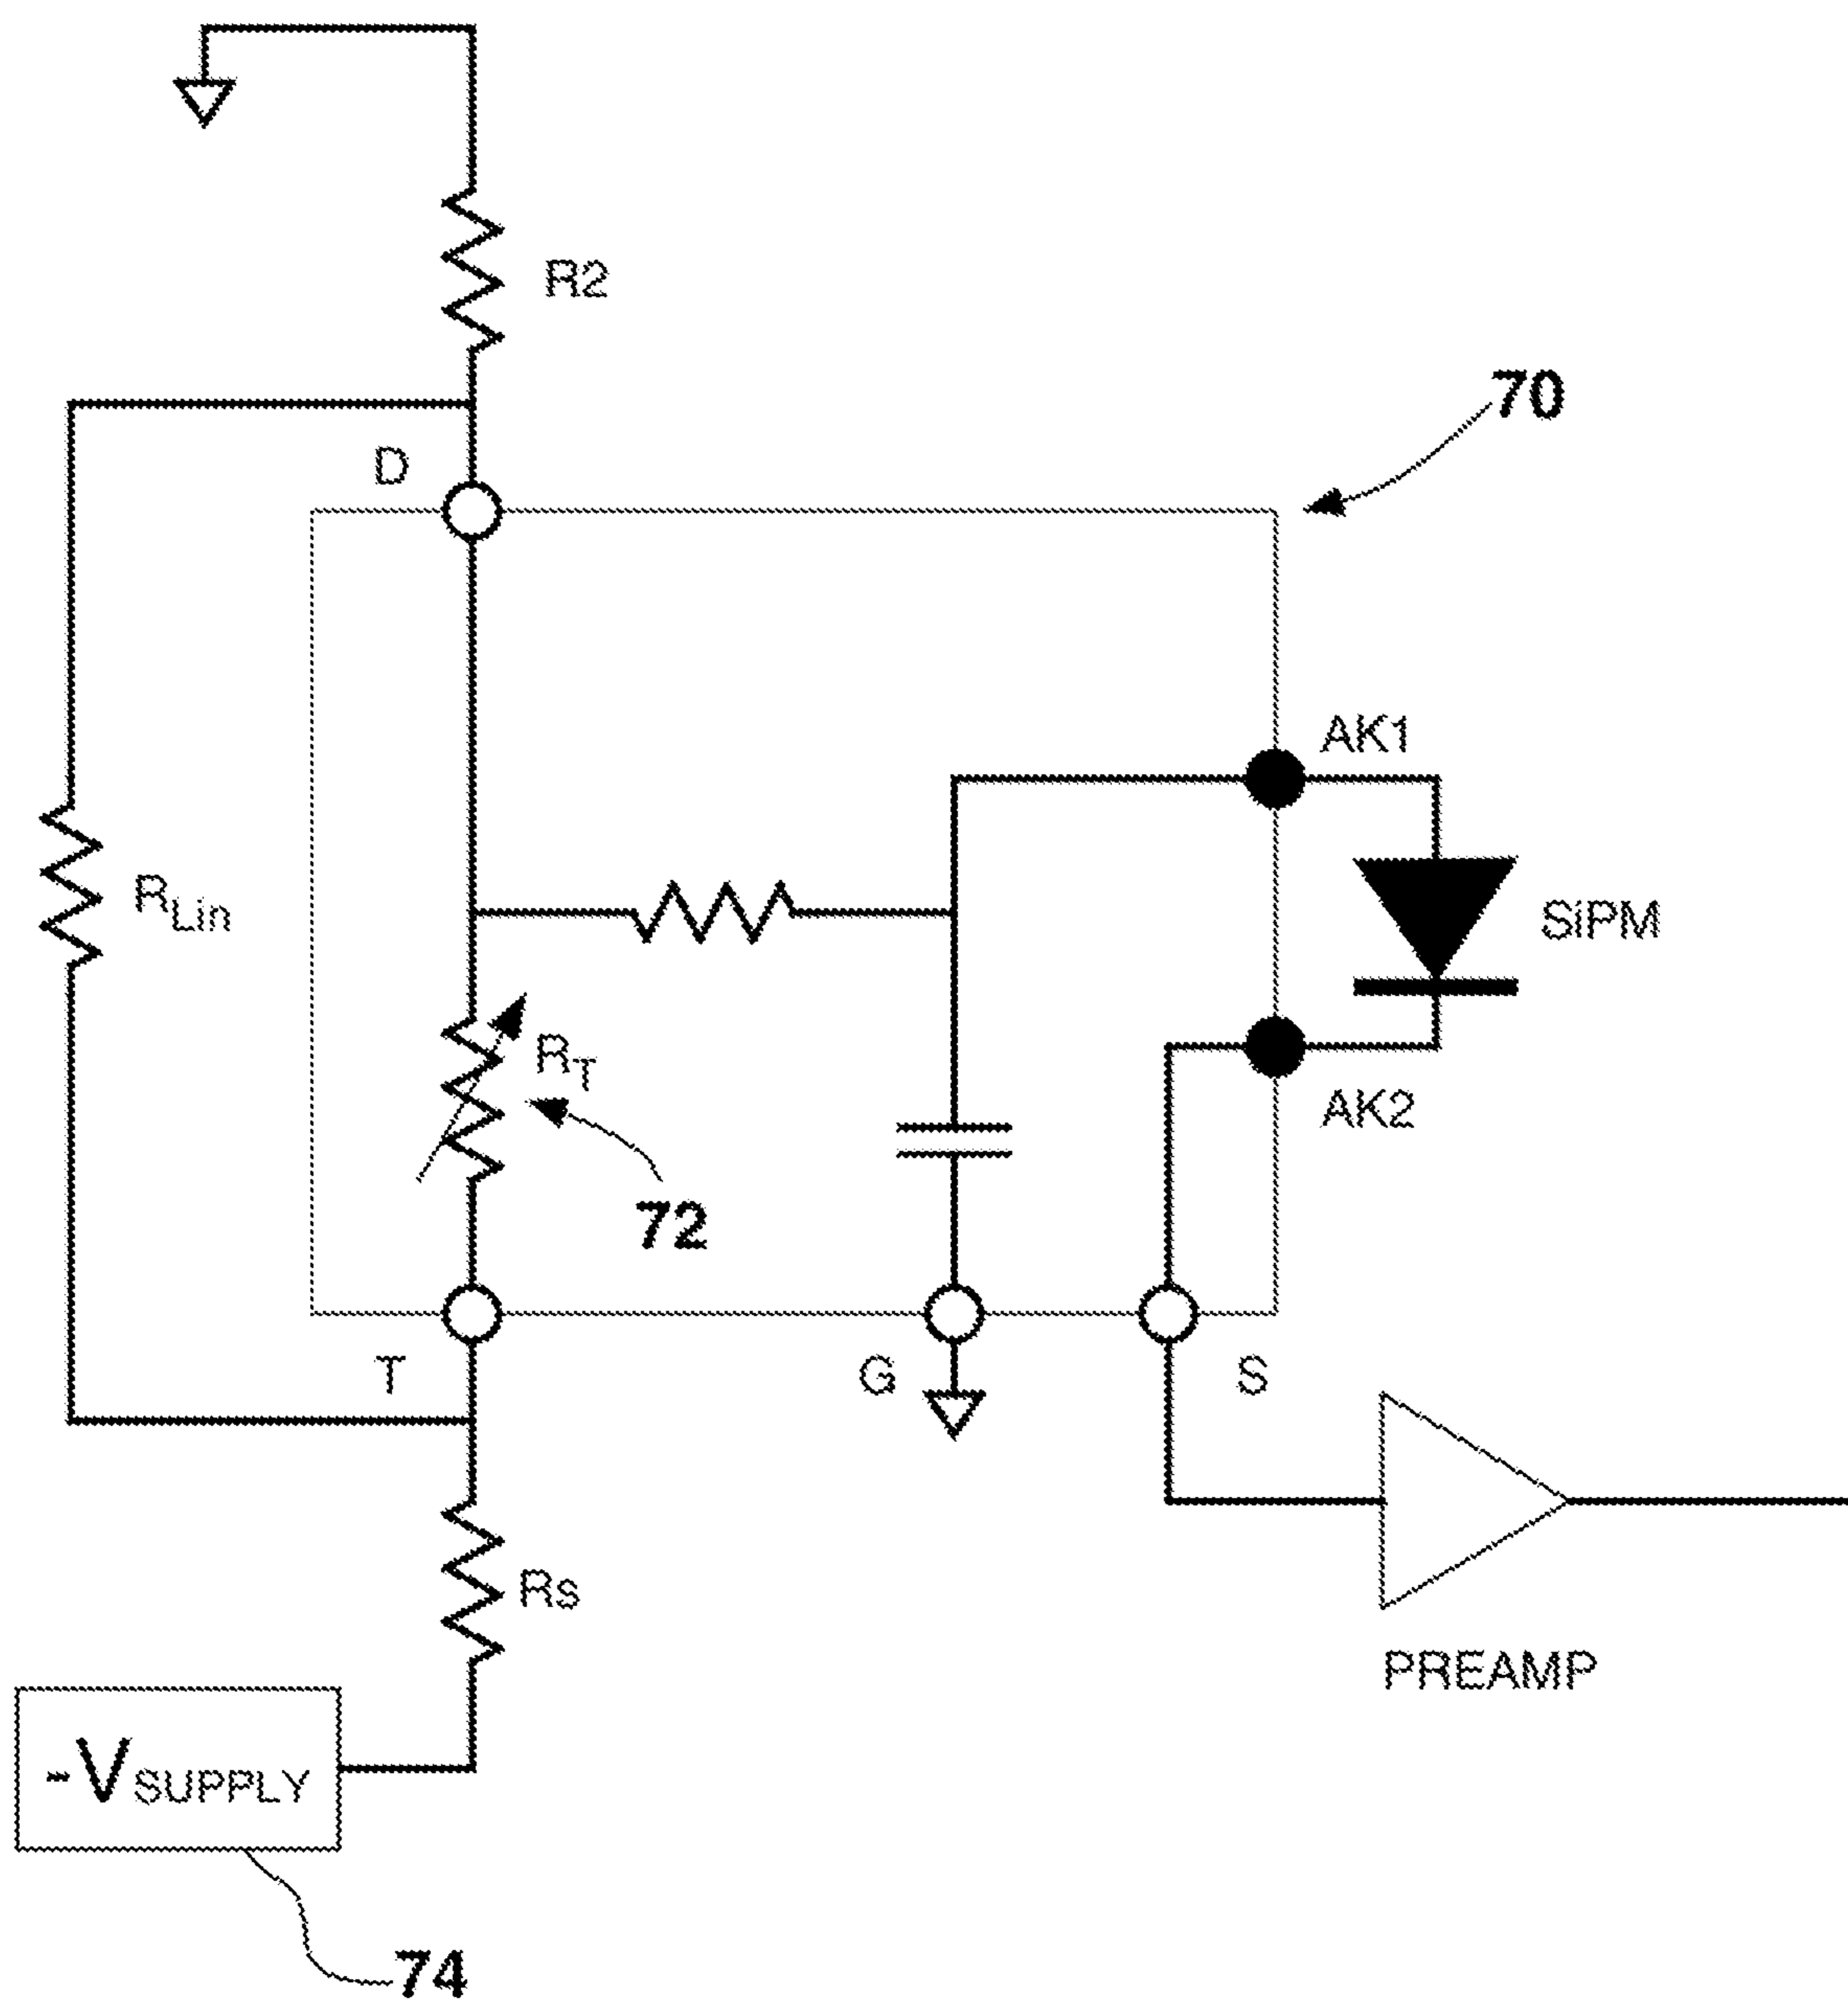 R2
70
D
AK1
RLin
SiPM
RT
AK2
72
T
G
S
Rs
PREAMP
-VSUPPLY
74